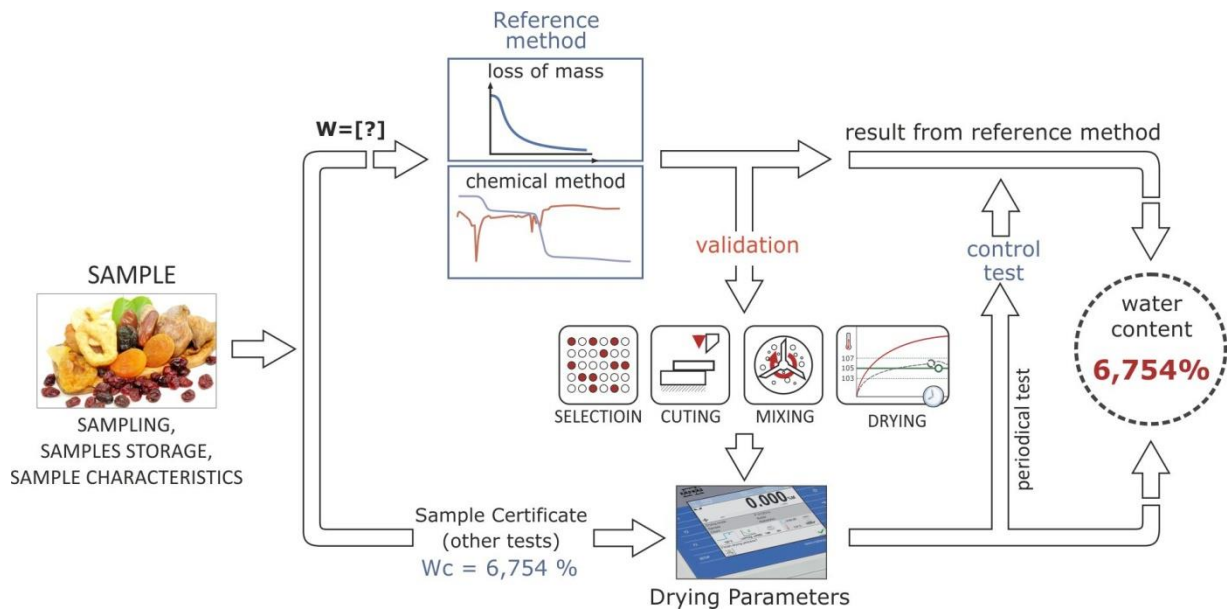 Reference
method
loss of mass
W=[?]
chemical method
result from reference method
validation
control
test
SAMPLE
water
content
6,754%
107
105
103
SELECTIOIN
CUTING
MIXING
DRYING
SAMPLING,
SAMPLES STORAGE,
SAMPLE CHARACTERISTICS
periodical test
Sample Certificate
(other tests)
Wc = 6,754 %
0.000
Drying Parameters